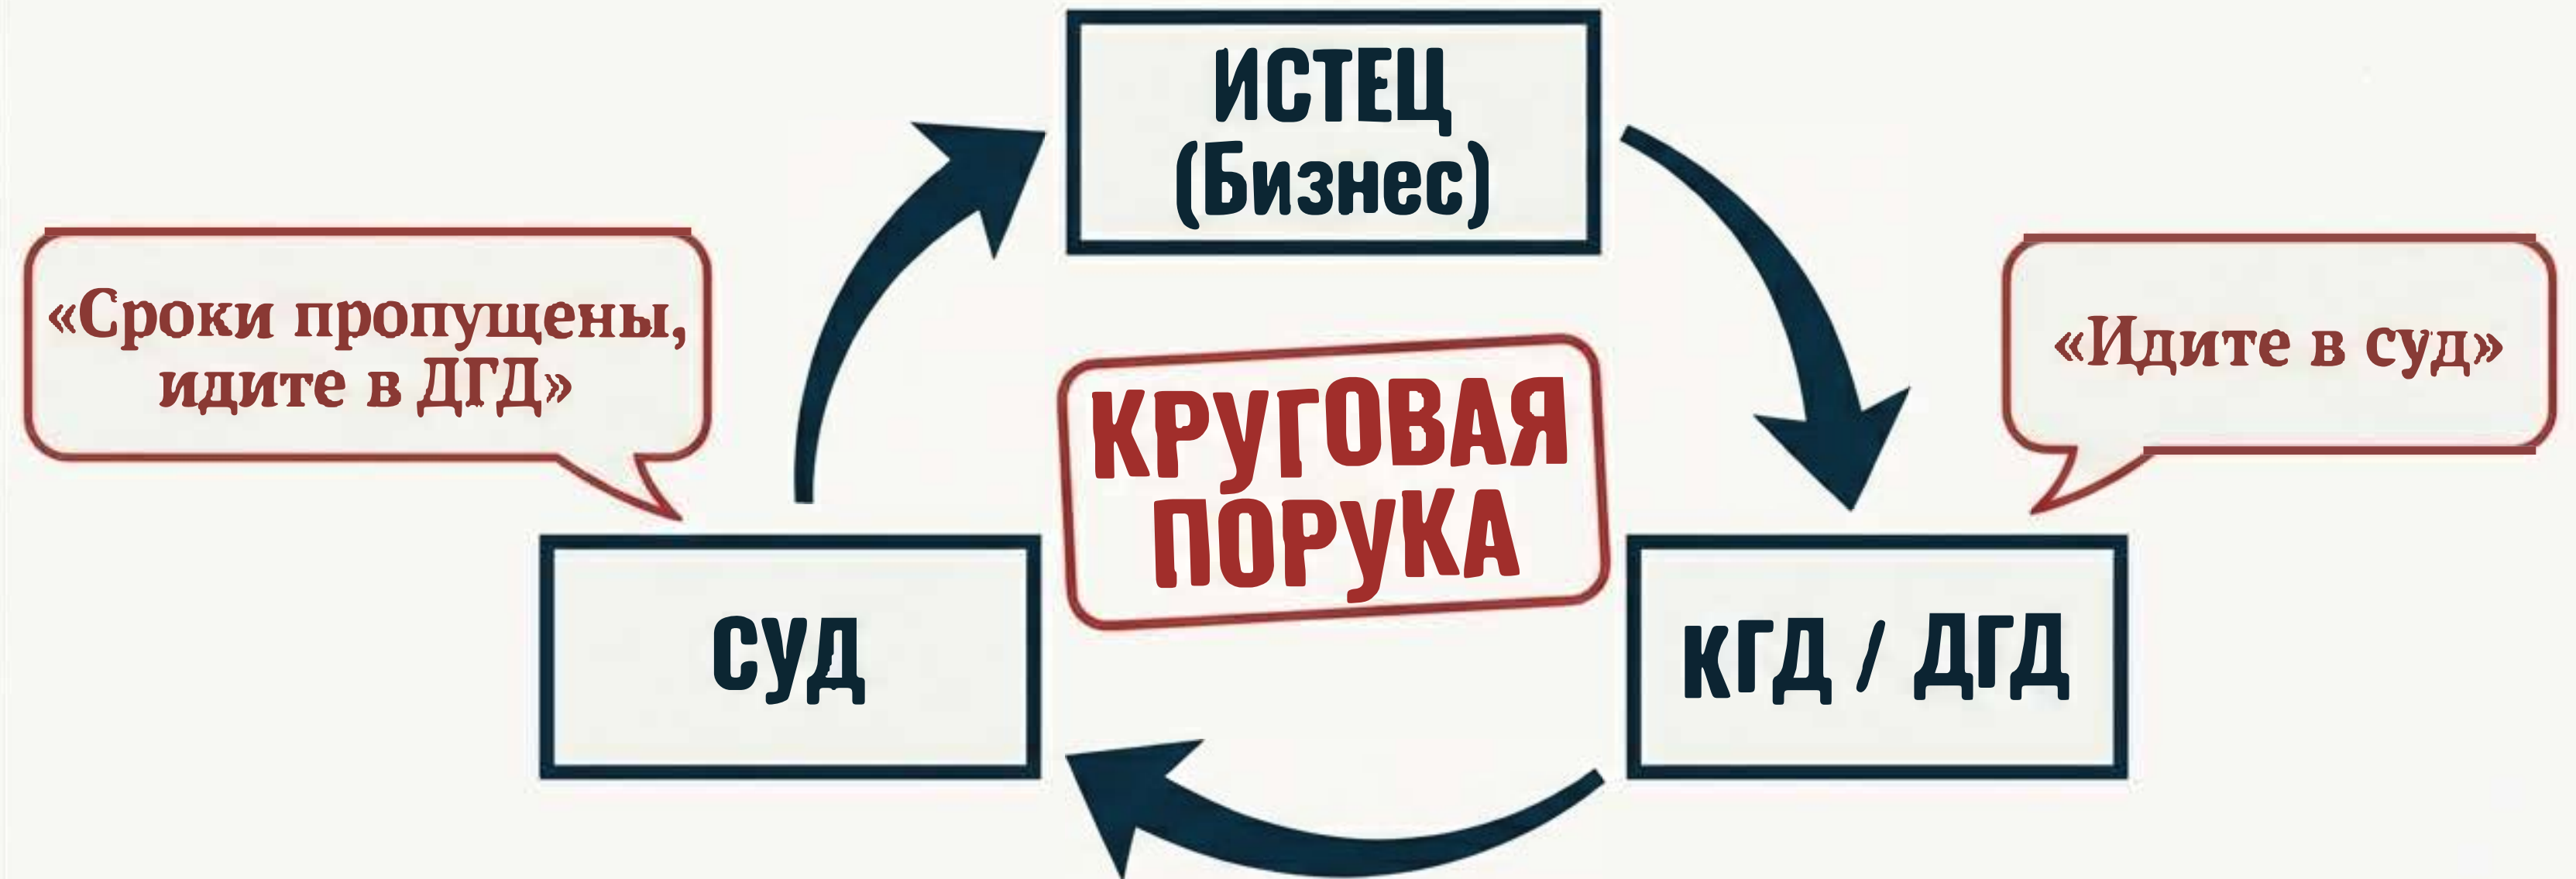 ИСТЕЦ
(Бизнес)
«Сроки пропущены,
идите в ДГД»
«Идите в суд»
КРУГОВАЯ
ПОРУКА
СУД
КГД / ДГД